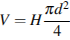 V = H πd²/4